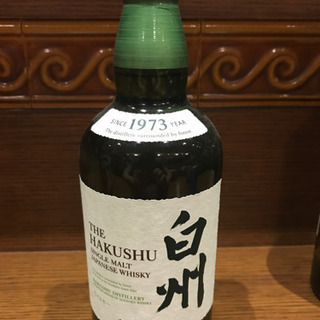 SINCE 1973 YEAR
The distillery surrounded by forest
THE
HAKUSHU
SINGLE MALT
JAPANESE WHISKY
白州
DISTILLERY